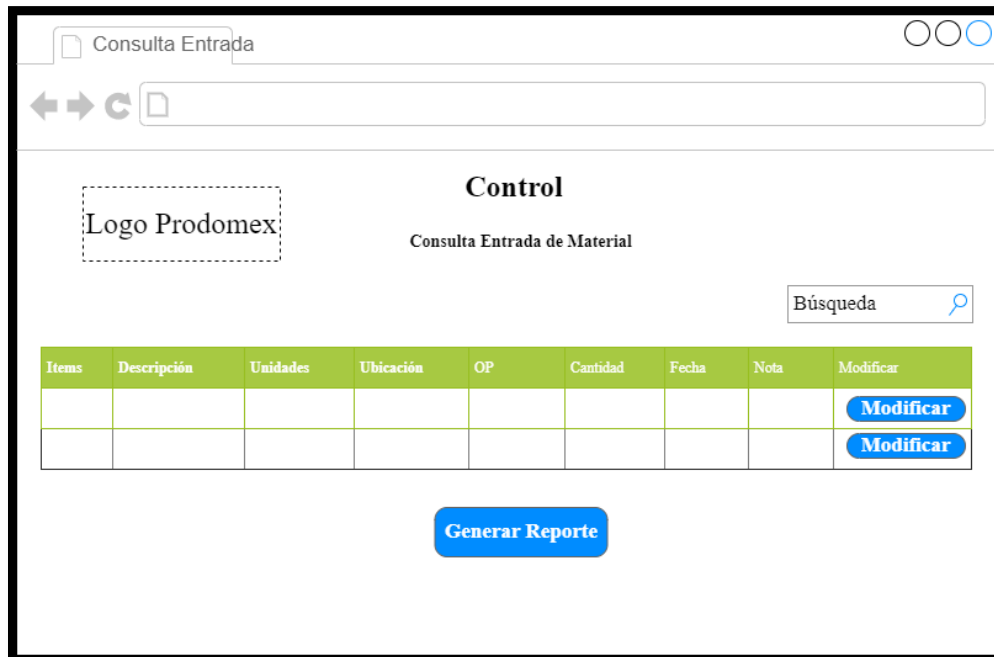 Consulta Entrada
Logo Prodomex
Control
Consulta Entrada de Material
Búsqueda
Items Descripción Unidades Ubicación OP Cantidad Fecha Nota Modificar
Modificar
Modificar
Generar Reporte